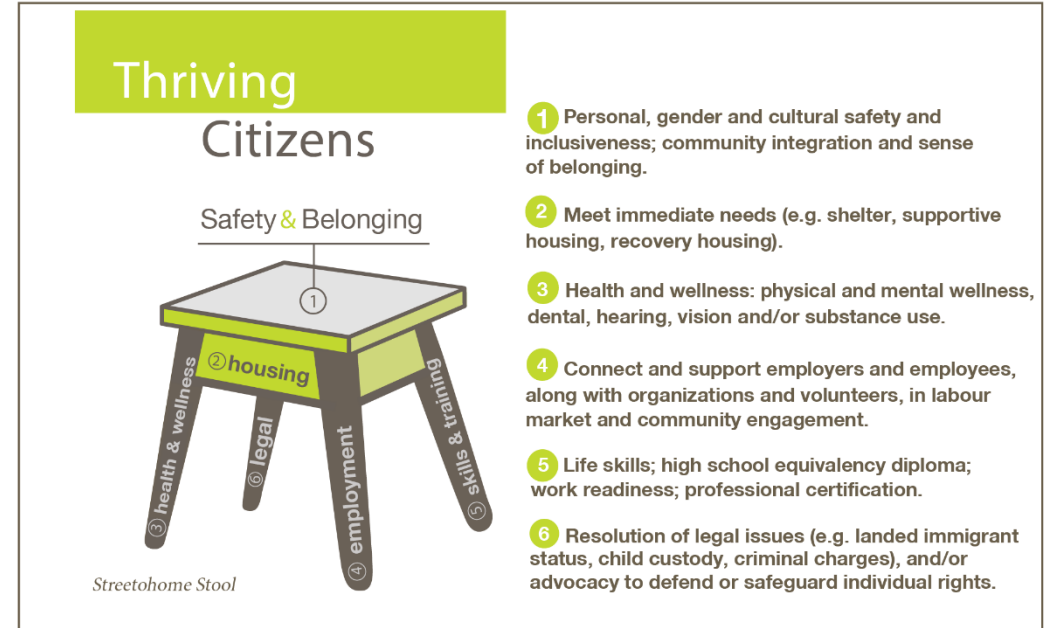 Thriving
Citizens
Safety & Belonging
1
2 housing
3 health & wellness
6 legal
4 employment
5 skills & training
Streetohome Stool
1 Personal, gender and cultural safety and
inclusiveness; community integration and sense
of belonging.
2 Meet immediate needs (e.g. shelter, supportive
housing, recovery housing).
3 Health and wellness: physical and mental wellness,
dental, hearing, vision and/or substance use.
4 Connect and support employers and employees,
along with organizations and volunteers, in labour
market and community engagement.
5 Life skills; high school equivalency diploma;
work readiness; professional certification.
6 Resolution of legal issues (e.g. landed immigrant
status, child custody, criminal charges), and/or
advocacy to defend or safeguard individual rights.